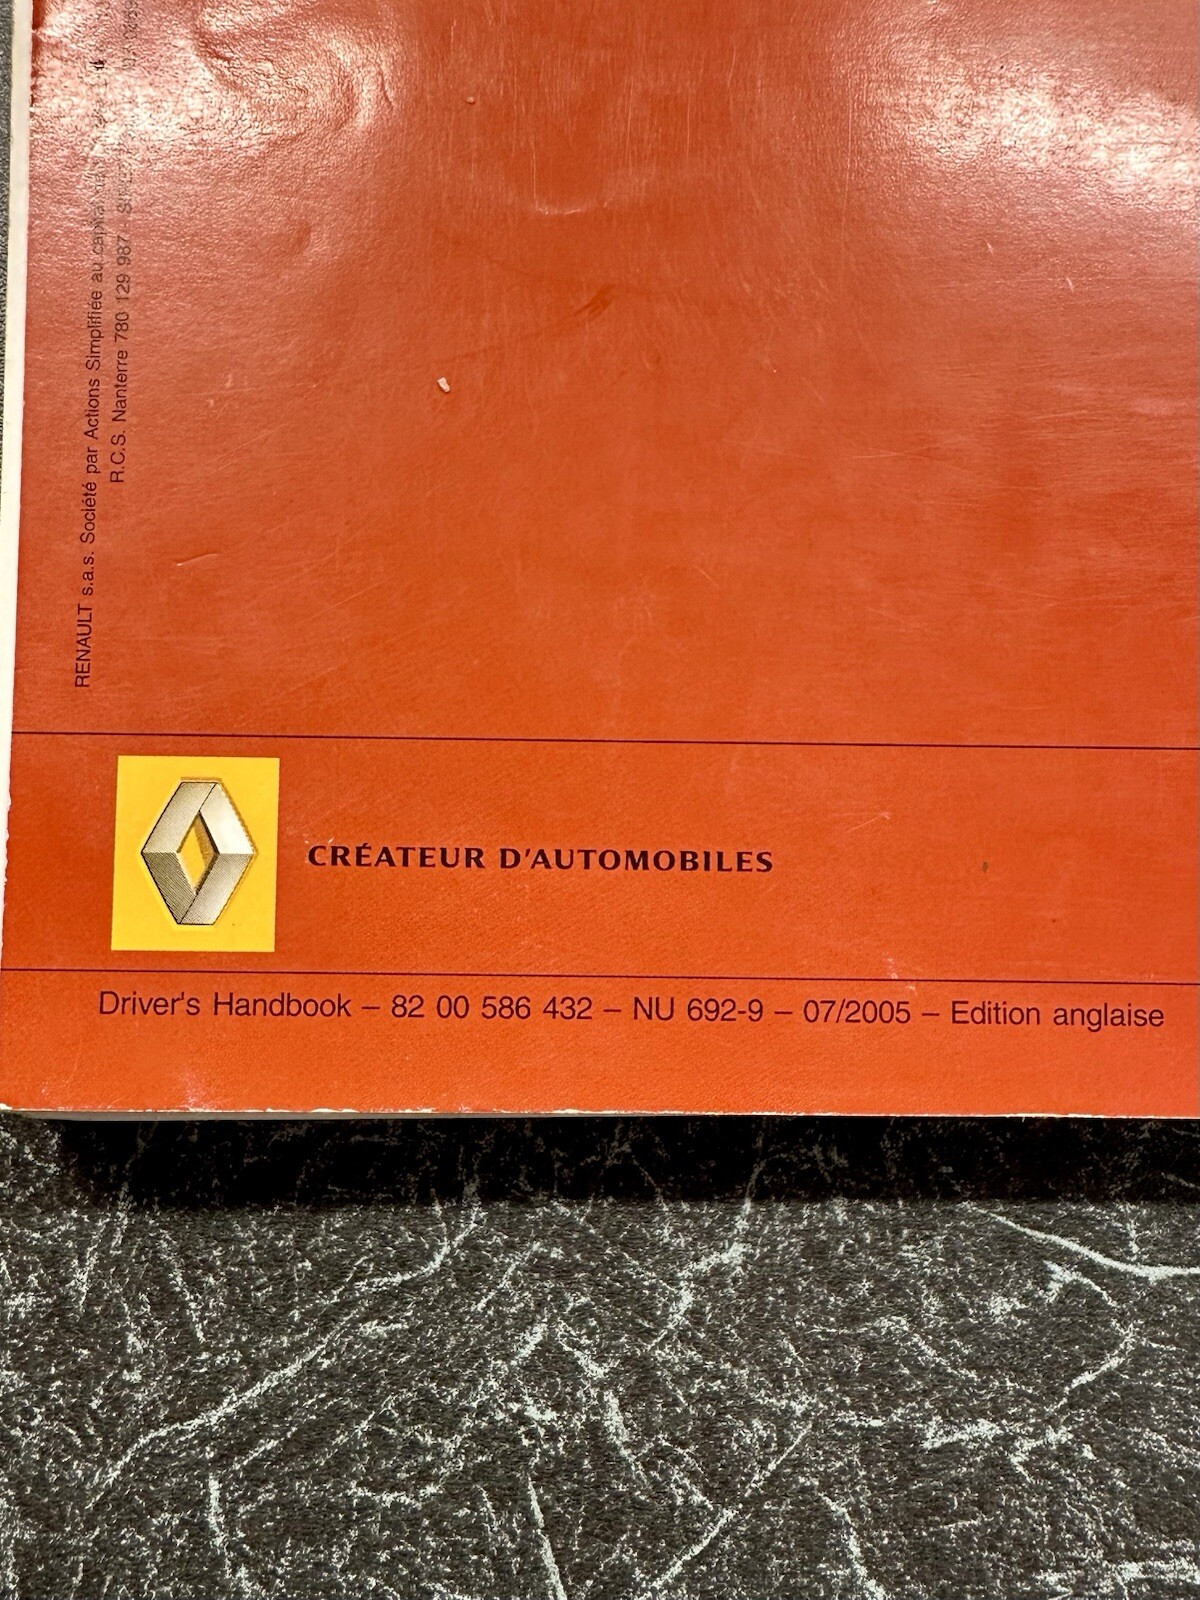 RENAULT s.a.s. Société par Actions Simplifiée au capital
R.C.S. Nanterre 780 129 987
CRÉATEUR D'AUTOMOBILES
Driver's Handbook – 82 00 586 432 – NU 692-9 – 07/2005 – Edition anglaise